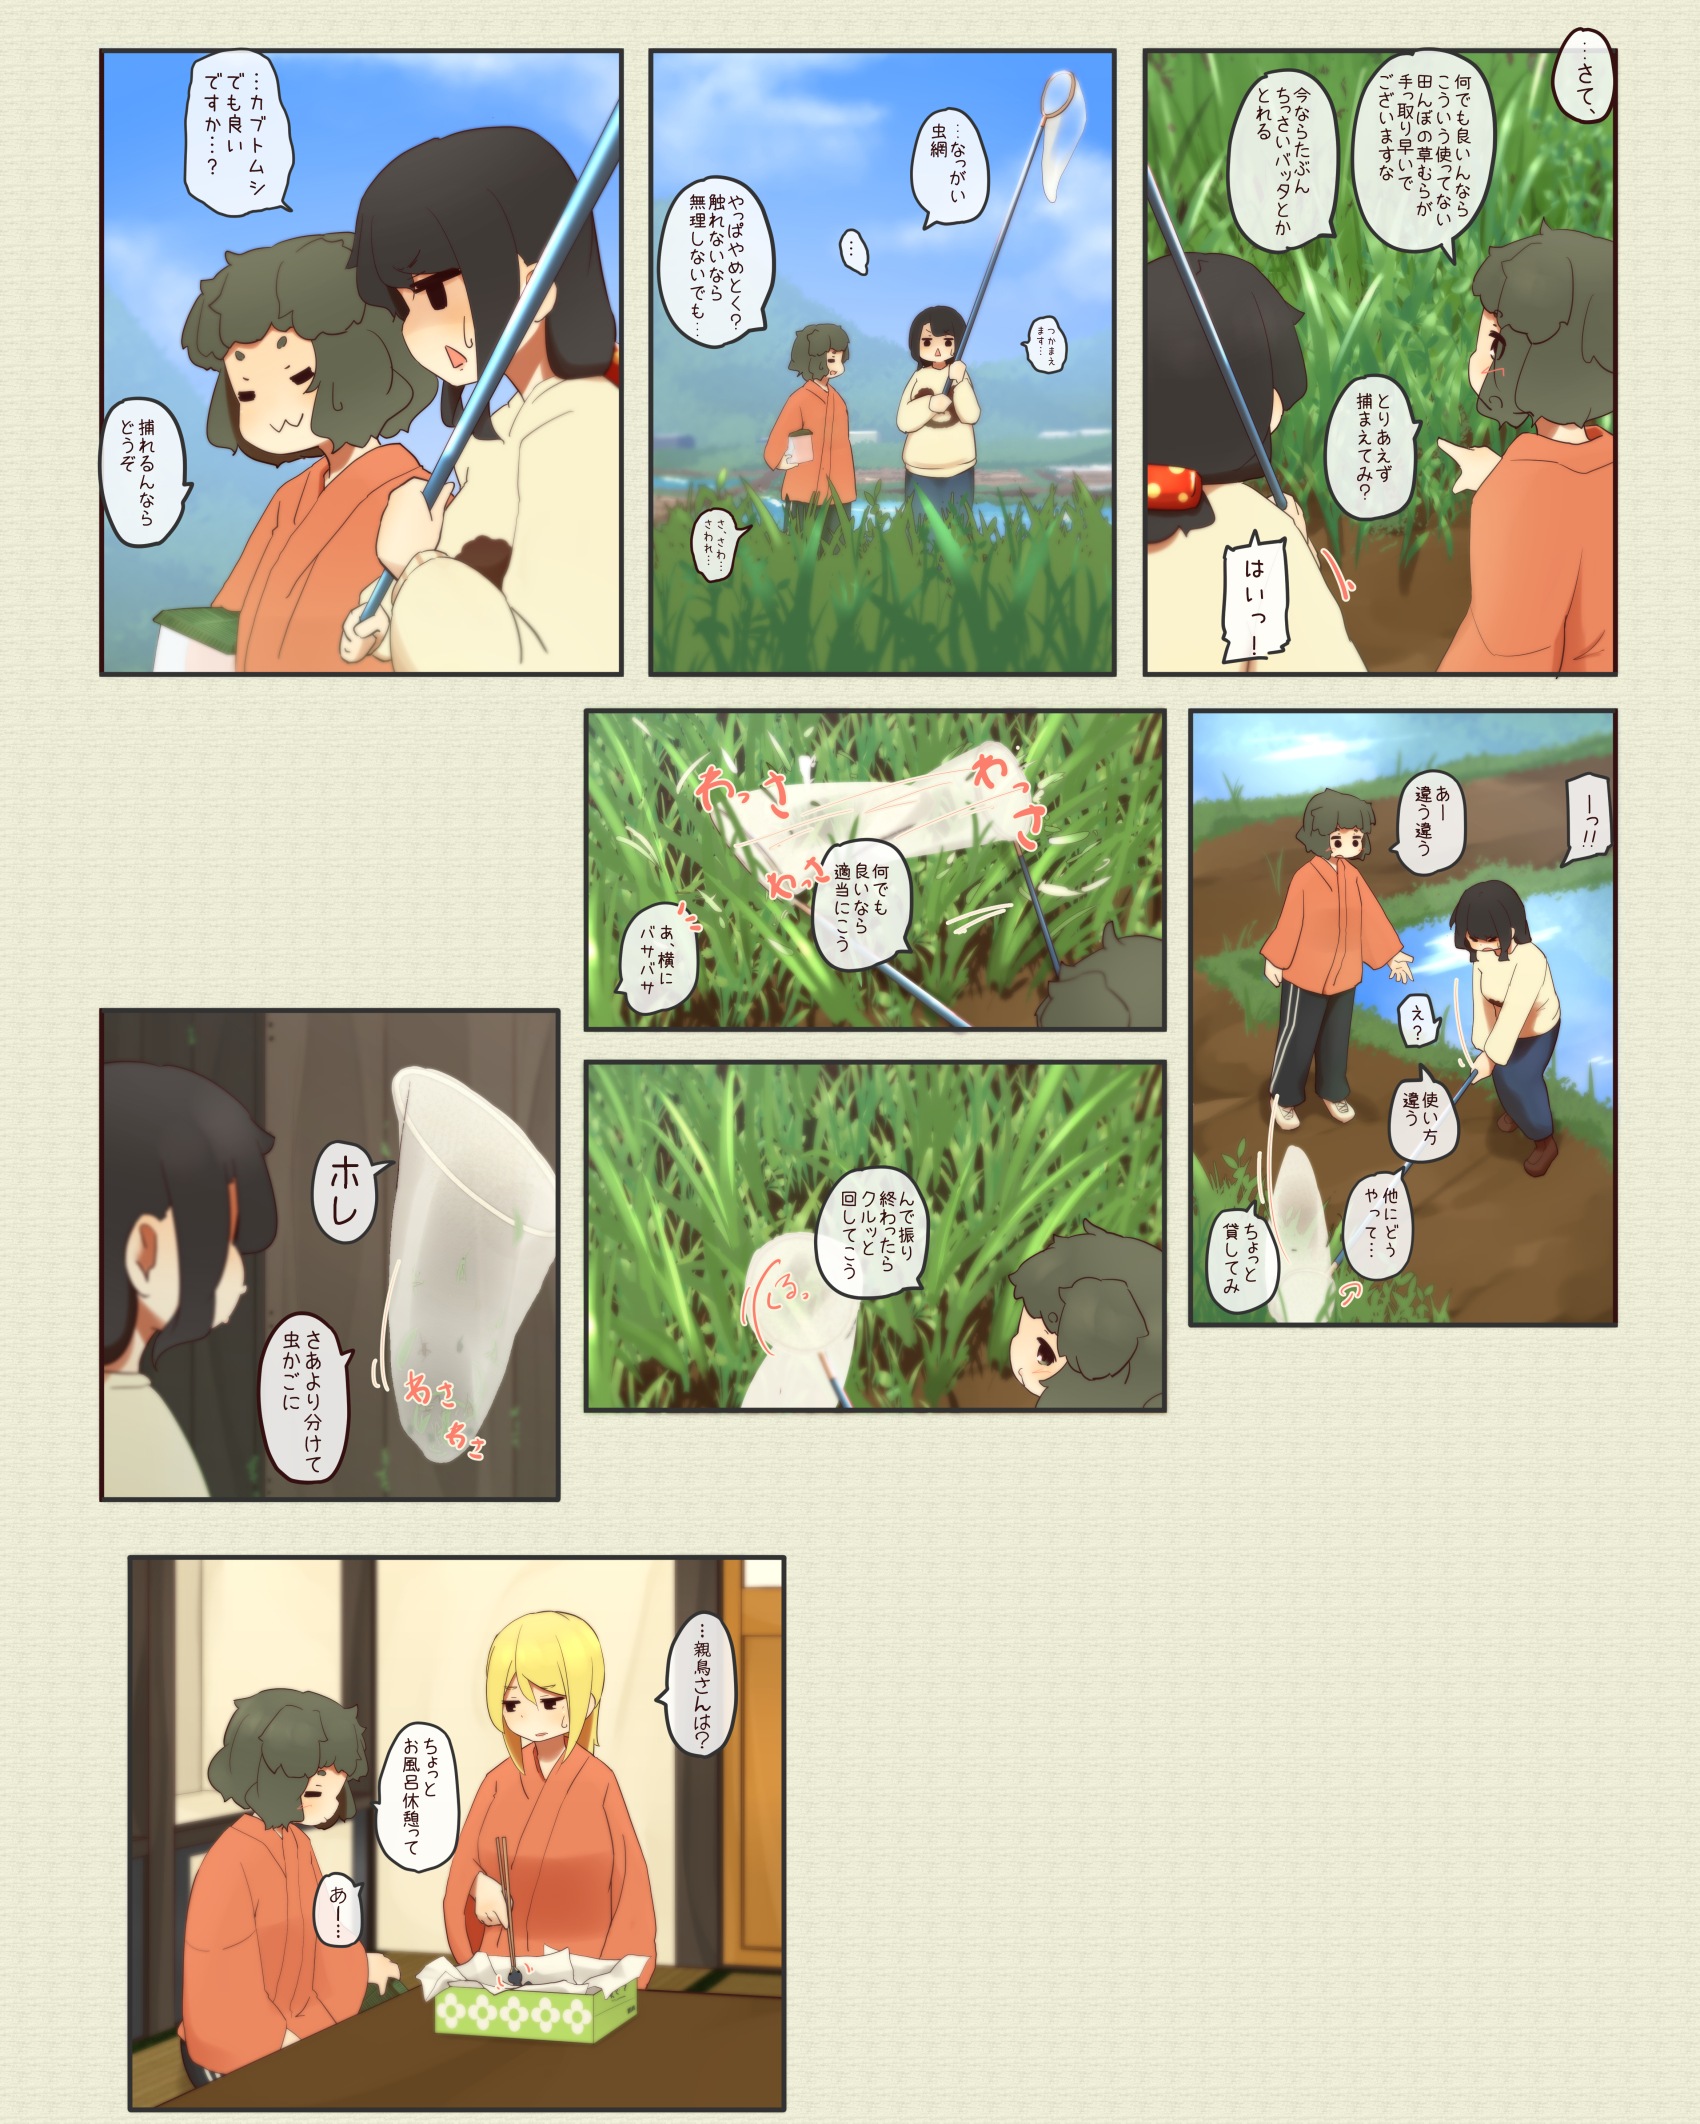 …さて、
何でも良いんなら
こういう使ってない
田んぼの草むらが
手っ取り早いで
ございますな
今ならたぶん
ちっさいバッタとか
とれる
とりあえず
捕まえてみ?
はいっ!
…なっがい
虫網
…
やっぱやめとく?
触れないなら
無理しないでも…
つかまえ
ます…
さ、さわ…
さわれ…
…カブトムシ
でも良い
ですか…?
捕れるんなら
どうぞ
ーっ!!
あー
違う違う
え?
使い方
違う
他にどう
やって…
ちょっと
貸してみ
わっさ
わっさ
わっさ
何でも
良いなら
適当にこう
あ、横に
バサバサ
んで振り
終わったら
クルッと
回してこう
くるっ
ホレ
わさ
わさ
さあより分けて
虫かごに
…親鳥さんは?
ちょっと
お風呂休憩って
あー…